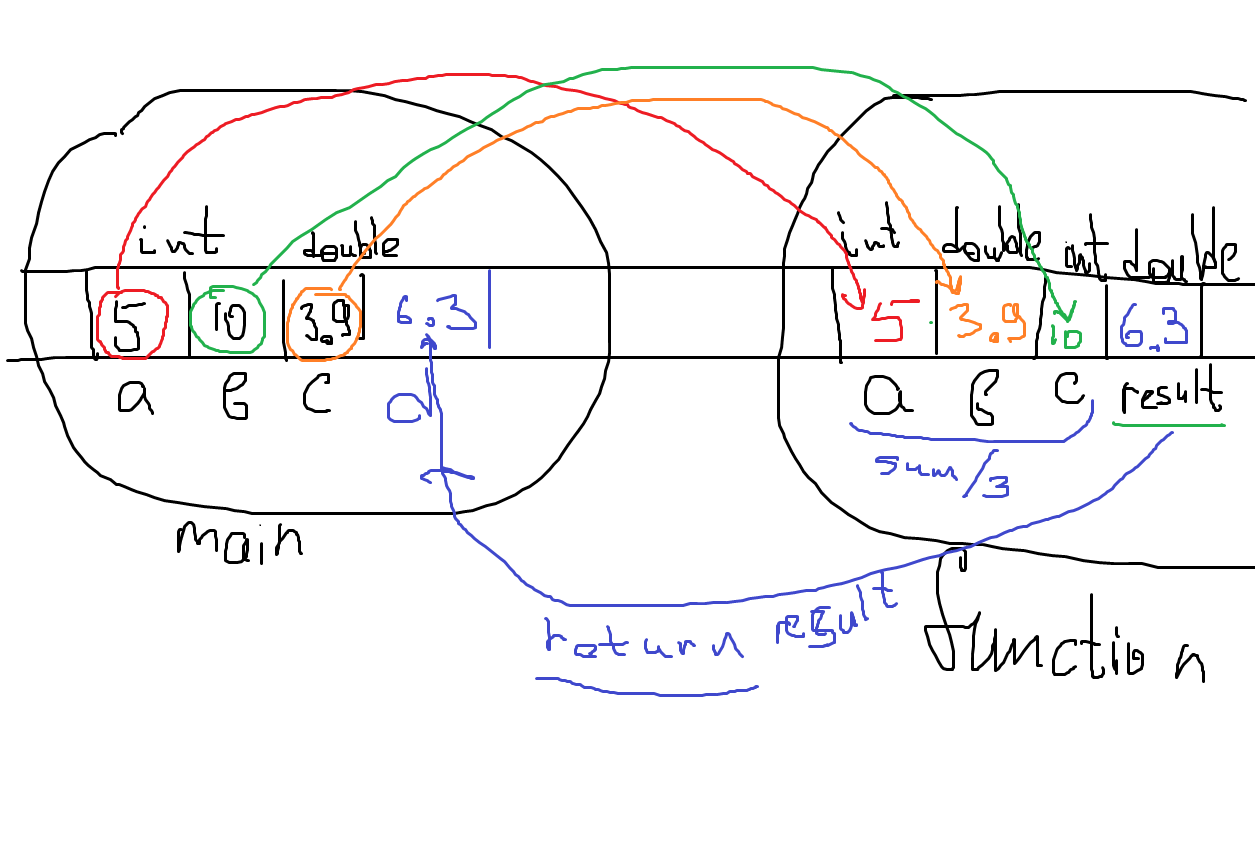 int double
5 10 3.9 6.3
a B C d
main
int double int double
5 3.9 10 6.3
a B C result
sum/3
return result
function